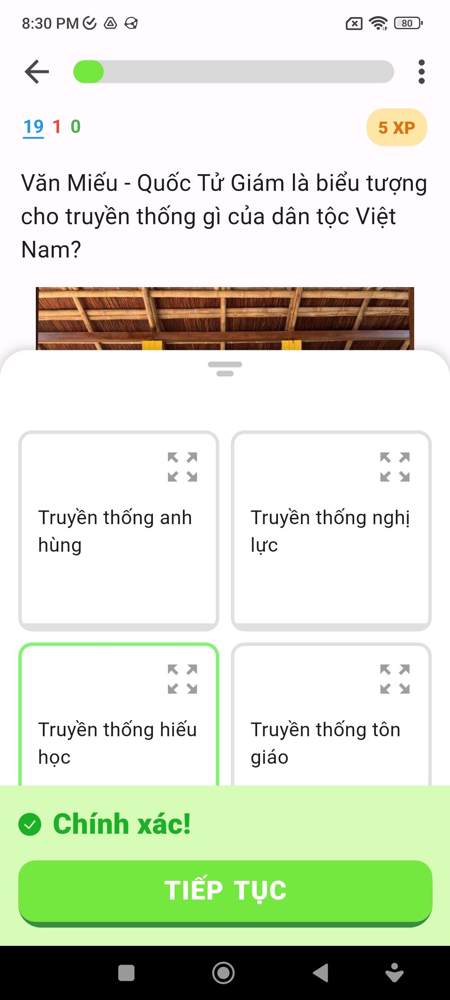 8:30 PM
80
19 1 0
5 XP
Văn Miếu - Quốc Tử Giám là biểu tượng
cho truyền thống gì của dân tộc Việt
Nam?
Truyền thống anh
hùng
Truyền thống nghị
lực
Truyền thống hiếu
học
Truyền thống tôn
giáo
Chính xác!
TIẾP TỤC